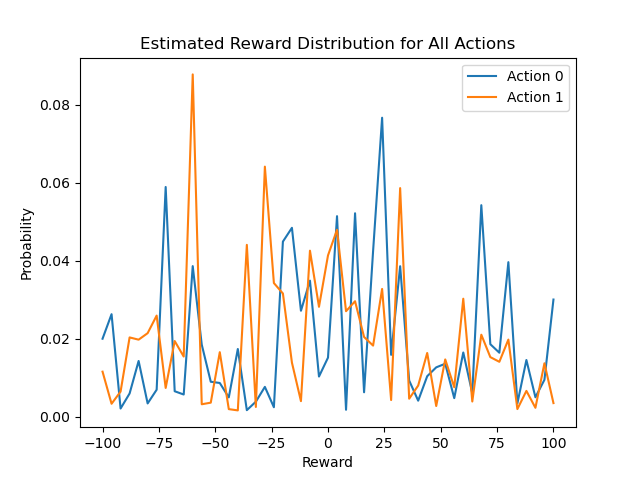 Estimated Reward Distribution for All Actions
Action 0
Action 1
0.08
0.06
0.04
0.02
0.00
Probability
−100
−75
−50
−25
0
25
50
75
100
Reward